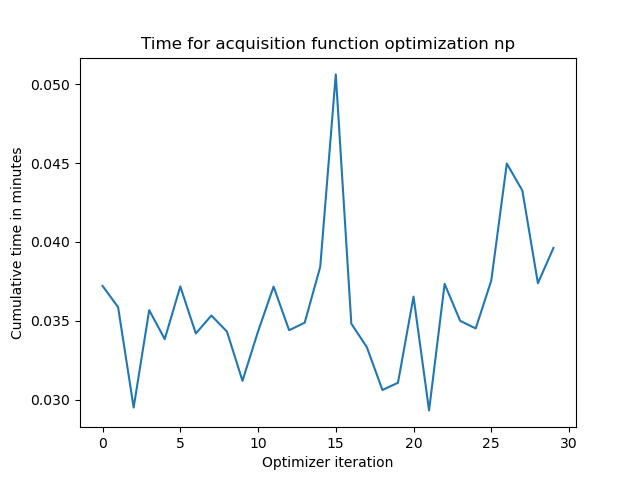 Time for acquisition function optimization np
0.050
0.045
0.040
0.035
0.030
Cumulative time in minutes
0 5 10 15 20 25 30
Optimizer iteration